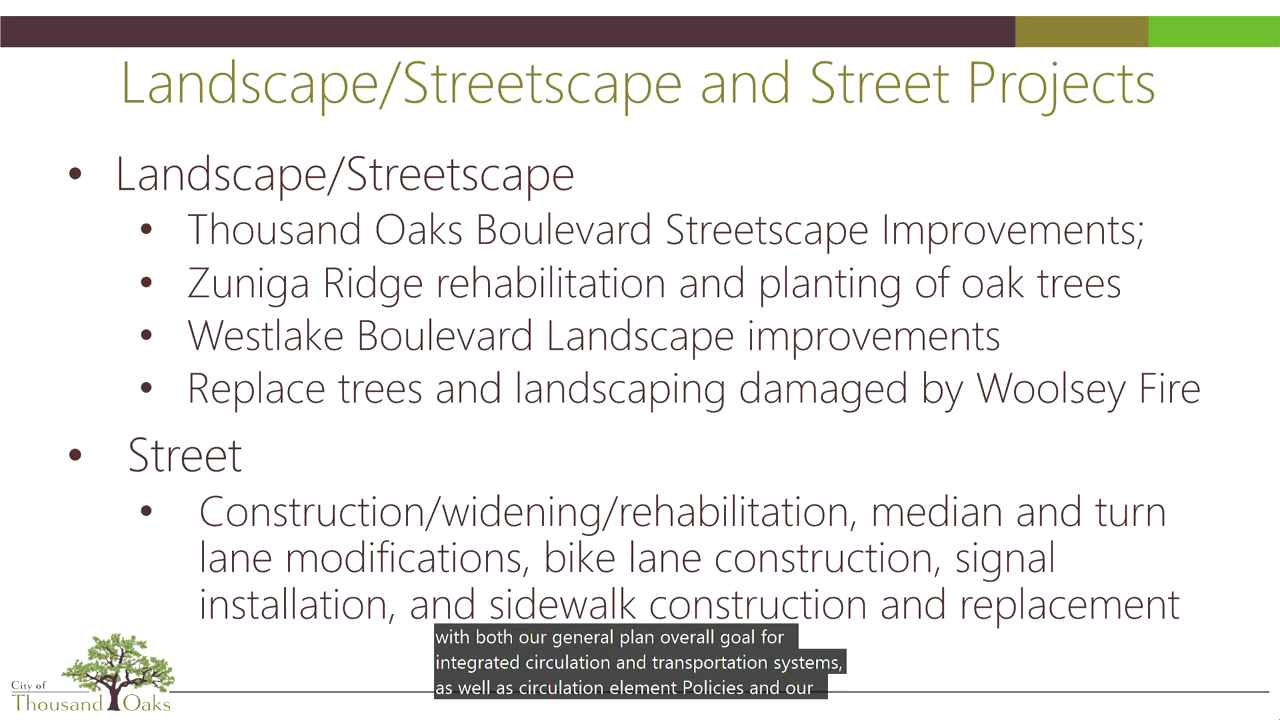 Landscape/Streetscape and Street Projects
• Landscape/Streetscape
• Thousand Oaks Boulevard Streetscape Improvements;
• Zuniga Ridge rehabilitation and planting of oak trees
• Westlake Boulevard Landscape improvements
• Replace trees and landscaping damaged by Woolsey Fire
• Street
• Construction/widening/rehabilitation, median and turn
lane modifications, bike lane construction, signal
installation, and sidewalk construction and replacement
with both our general plan overall goal for
integrated circulation and transportation systems,
as well as circulation element Policies and our
City of
Thousand Oaks